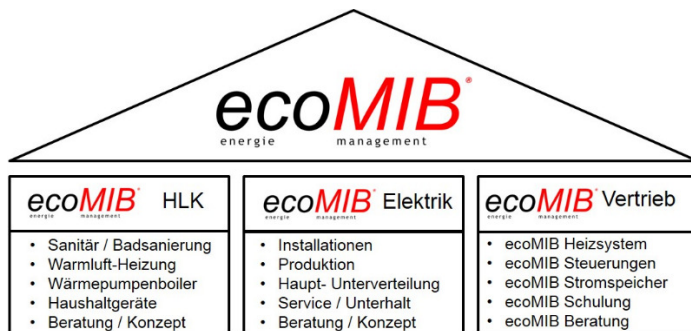 ecoMIB®
energie management
ecoMIB® HLK
energie management
• Sanitär / Badsanierung
• Warmluft-Heizung
• Wärmepumpenboiler
• Haushaltgeräte
• Beratung / Konzept
ecoMIB® Elektrik
energie management
• Installationen
• Produktion
• Haupt- Unterverteilung
• Service / Unterhalt
• Beratung / Konzept
ecoMIB® Vertrieb
energie management
• ecoMIB Heizsystem
• ecoMIB Steuerungen
• ecoMIB Stromspeicher
• ecoMIB Schulung
• ecoMIB Beratung